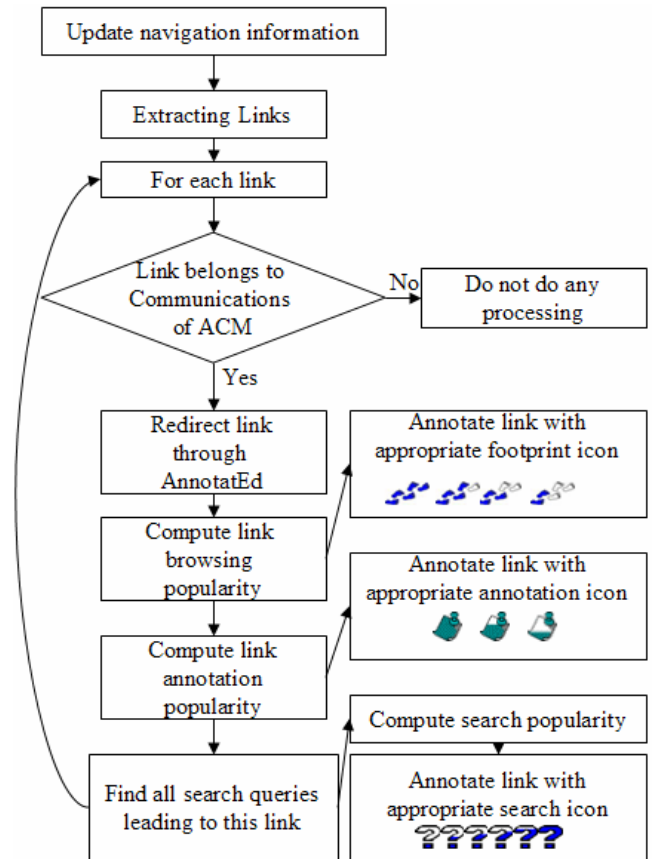 Update navigation information
Extracting Links
For each link
Link belongs to
Communications
of ACM
No
Do not do any
processing
Yes
Redirect link
through
AnnotatEd
Annotate link with
appropriate footprint icon
Compute link
browsing
popularity
Annotate link with
appropriate annotation icon
Compute link
annotation
popularity
Compute search popularity
Find all search queries
leading to this link
Annotate link with
appropriate search icon
??????